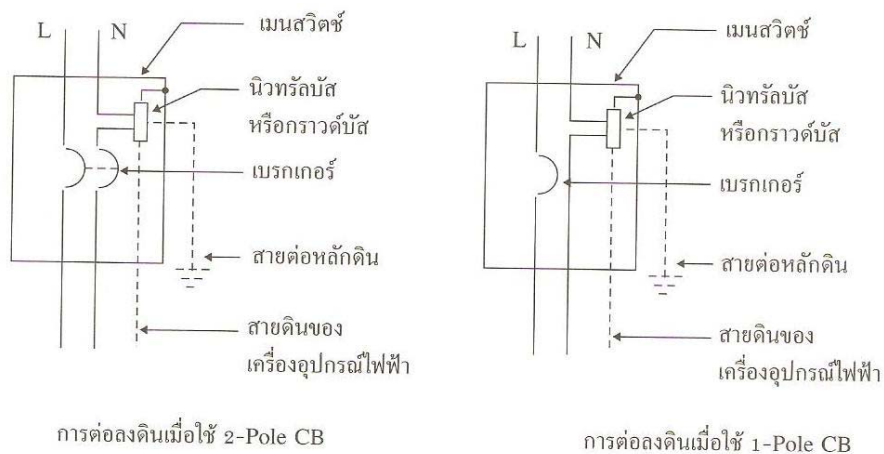 L N
เมนสวิตช์
นิวทรัลบัส
หรือกราวด์บัส
เบรกเกอร์
สายต่อหลักดิน
สายดินของ
เครื่องอุปกรณ์ไฟฟ้า
การต่อลงดินเมื่อใช้ 2-Pole CB
L N
เมนสวิตช์
นิวทรัลบัส
หรือกราวด์บัส
เบรกเกอร์
สายต่อหลักดิน
สายดินของ
เครื่องอุปกรณ์ไฟฟ้า
การต่อลงดินเมื่อใช้ 1-Pole CB